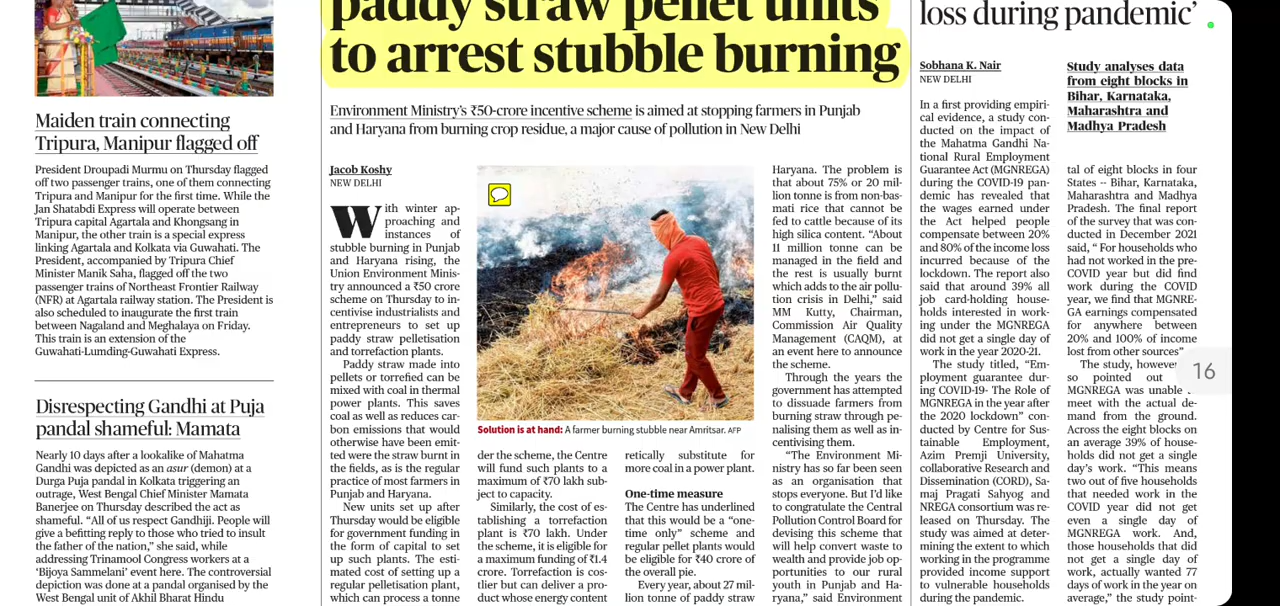 Maiden train connecting
Tripura, Manipur flagged off
President Droupadi Murmu on Thursday flagged
off two passenger trains, one of them connecting
Tripura and Manipur for the first time. While the
Jan Shatabdi Express will operate between
Tripura capital Agartala and Khongsang in
Manipur, the other train is a special express
linking Agartala and Kolkata via Guwahati. The
President, accompanied by Tripura Chief
Minister Manik Saha, flagged off the two
passenger trains of Northeast Frontier Railway
(NFR) at Agartala railway station. The President is
also scheduled to inaugurate the first train
between Nagaland and Meghalaya on Friday.
This train is an extension of the
Guwahati-Lumding-Guwahati Express.
Disrespecting Gandhi at Puja
pandal shameful: Mamata
Nearly 10 days after a lookalike of Mahatma
Gandhi was depicted as an asur (demon) at a
Durga Puja pandal in Kolkata triggering an
outrage, West Bengal Chief Minister Mamata
Banerjee on Thursday described the act as
shameful. “All of us respect Gandhiji. People will
give a befitting reply to those who tried to insult
the father of the nation,” she said, while
addressing Trinamool Congress workers at a
‘Bijoya Sammelani’ event here. The controversial
depiction was done at a pandal organised by the
West Bengal unit of Akhil Bharat Hindu
paddy straw pellet units
to arrest stubble burning
Environment Ministry’s ₹50-crore incentive scheme is aimed at stopping farmers in Punjab
and Haryana from burning crop residue, a major cause of pollution in New Delhi
Jacob Koshy
NEW DELHI
With winter ap-
proaching and
instances of
stubble burning in Punjab
and Haryana rising, the
Union Environment Minis-
try announced a ₹50 crore
scheme on Thursday to in-
centivise industrialists and
entrepreneurs to set up
paddy straw pelletisation
and torrefaction plants.
Paddy straw made into
pellets or torrefied can be
mixed with coal in thermal
power plants. This saves
coal as well as reduces car-
bon emissions that would
otherwise have been emit-
ted were the straw burnt in
the fields, as is the regular
practice of most farmers in
Punjab and Haryana.
New units set up after
Thursday would be eligible
for government funding in
the form of capital to set
up such plants. The esti-
mated cost of setting up a
regular pelletisation plant,
which can process a tonne
Solution is at hand: A farmer burning stubble near Amritsar. AFP
der the scheme, the Centre
will fund such plants to a
maximum of ₹70 lakh sub-
ject to capacity.
Similarly, the cost of es-
tablishing a torrefaction
plant is ₹70 lakh. Under
the scheme, it is eligible for
a maximum funding of ₹1.4
crore. Torrefaction is cos-
tlier but can deliver a pro-
duct whose energy content
retically substitute for
more coal in a power plant.
One-time measure
The Centre has underlined
that this would be a “one-
time only” scheme and
regular pellet plants would
be eligible for ₹40 crore of
the overall pie.
Every year, about 27 mil-
lion tonne of paddy straw
Haryana. The problem is
that about 75% or 20 mil-
lion tonne is from non-bas-
mati rice that cannot be
fed to cattle because of its
high silica content. “About
11 million tonne can be
managed in the field and
the rest is usually burnt
which adds to the air pollu-
tion crisis in Delhi,” said
MM Kutty, Chairman,
Commission Air Quality
Management (CAQM), at
an event here to announce
the scheme.
Through the years the
government has attempted
to dissuade farmers from
burning straw through pe-
nalising them as well as in-
centivising them.
“The Environment Mi-
nistry has so far been seen
as an organisation that
stops everyone. But I’d like
to congratulate the Central
Pollution Control Board for
devising this scheme that
will help convert waste to
wealth and provide job op-
portunities to our rural
youth in Punjab and Ha-
ryana,” said Environment
loss during pandemic’
Sobhana K. Nair
NEW DELHI
In a first providing empiri-
cal evidence, a study con-
ducted on the impact of
the Mahatma Gandhi Na-
tional Rural Employment
Guarantee Act (MGNREGA)
during the COVID-19 pan-
demic has revealed that
the wages earned under
the Act helped people
compensate between 20%
and 80% of the income loss
incurred because of the
lockdown. The report also
said that around 39% all
job card-holding house-
holds interested in work-
ing under the MGNREGA
did not get a single day of
work in the year 2020-21.
The study titled, “Em-
ployment guarantee dur-
ing COVID-19- The Role of
MGNREGA in the year after
the 2020 lockdown” con-
ducted by Centre for Sus-
tainable Employment,
Azim Premji University,
collaborative Research and
Dissemination (CORD), Sa-
maj Pragati Sahyog and
NREGA consortium was re-
leased on Thursday. The
study was aimed at deter-
mining the extent to which
working in the programme
provided income support
to vulnerable households
during the pandemic.
Study analyses data
from eight blocks in
Bihar, Karnataka,
Maharashtra and
Madhya Pradesh
tal of eight blocks in four
States -- Bihar, Karnataka,
Maharashtra and Madhya
Pradesh. The final report
of the survey that was con-
ducted in December 2021
said, “ For households who
had not worked in the pre-
COVID year but did find
work during the COVID
year, we find that MGNRE-
GA earnings compensated
for anywhere between
20% and 100% of income
lost from other sources”.
The study, however,
so pointed out
MGNREGA was unable
meet with the actual de-
mand from the ground.
Across the eight blocks on
an average 39% of house-
holds did not get a single
day’s work. “This means
two out of five households
that needed work in the
COVID year did not get
even a single day of
MGNREGA work. And,
those households that did
not get a single day of
work, actually wanted 77
days of work in the year on
average,” the study point-
16